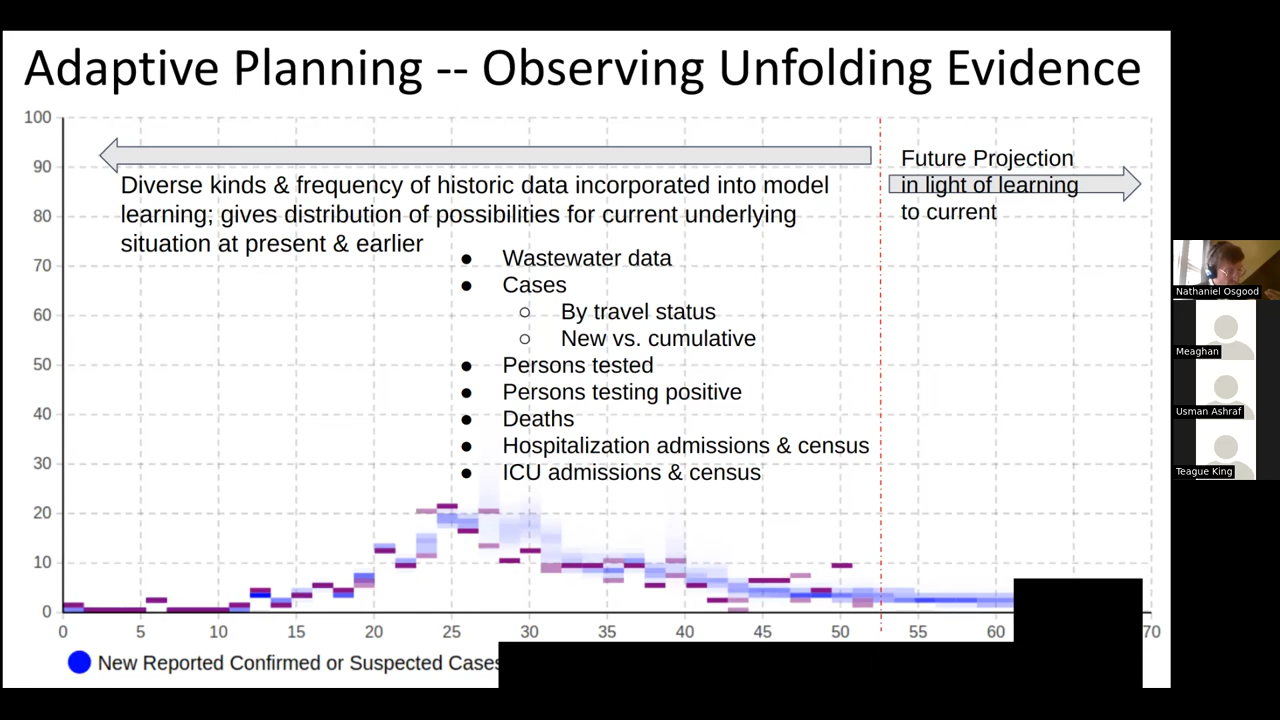 Adaptive Planning -- Observing Unfolding Evidence
100
90
80
70
60
50
40
30
20
10
0
Diverse kinds & frequency of historic data incorporated into model
learning; gives distribution of possibilities for current underlying
situation at present & earlier
Future Projection
in light of learning
to current
● Wastewater data
● Cases
○ By travel status
○ New vs. cumulative
● Persons tested
● Persons testing positive
● Deaths
● Hospitalization admissions & census
● ICU admissions & census
0 5 10 15 20 25 30 35 40 45 50 55 60 70
New Reported Confirmed or Suspected Cases
Nathaniel Osgood
Meaghan
Usman Ashraf
Teague King